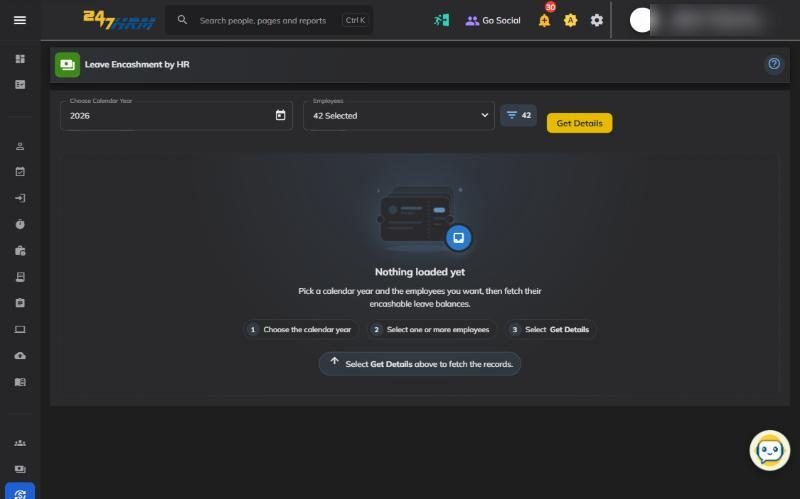 247HRM
Search people, pages and reports
Ctrl K
Go Social
30
A
Leave Encashment by HR
Choose Calendar Year
2026
Employees
42 Selected
42
Get Details
Nothing loaded yet
Pick a calendar year and the employees you want, then fetch their
encashable leave balances.
1 Choose the calendar year
2 Select one or more employees
3 Select Get Details
Select Get Details above to fetch the records.